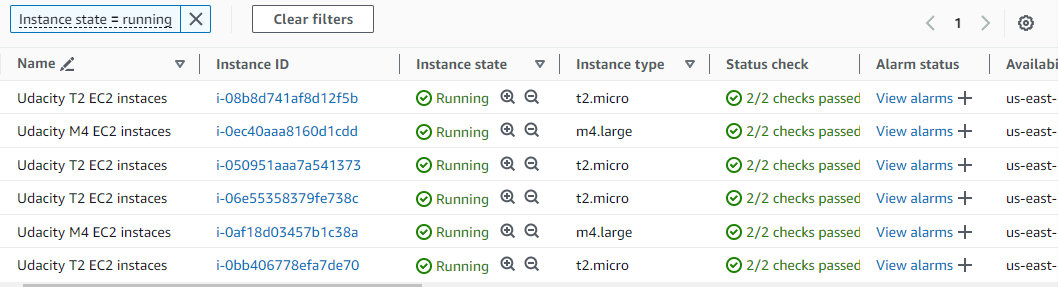 Instance state = running Clear filters 1
Name Instance ID Instance state Instance type Status check Alarm status Availabi
Udacity T2 EC2 instaces i-08b8d741af8d12f5b Running t2.micro 2/2 checks passed View alarms us-east-
Udacity M4 EC2 instaces i-0ec40aaa8160d1cdd Running m4.large 2/2 checks passed View alarms us-east-
Udacity T2 EC2 instaces i-050951aaa7a541373 Running t2.micro 2/2 checks passed View alarms us-east-
Udacity T2 EC2 instaces i-06e55358379fe738c Running t2.micro 2/2 checks passed View alarms us-east-
Udacity M4 EC2 instaces i-0af18d03457b1c38a Running m4.large 2/2 checks passed View alarms us-east-
Udacity T2 EC2 instaces i-0bb406778efa7de70 Running t2.micro 2/2 checks passed View alarms us-east-